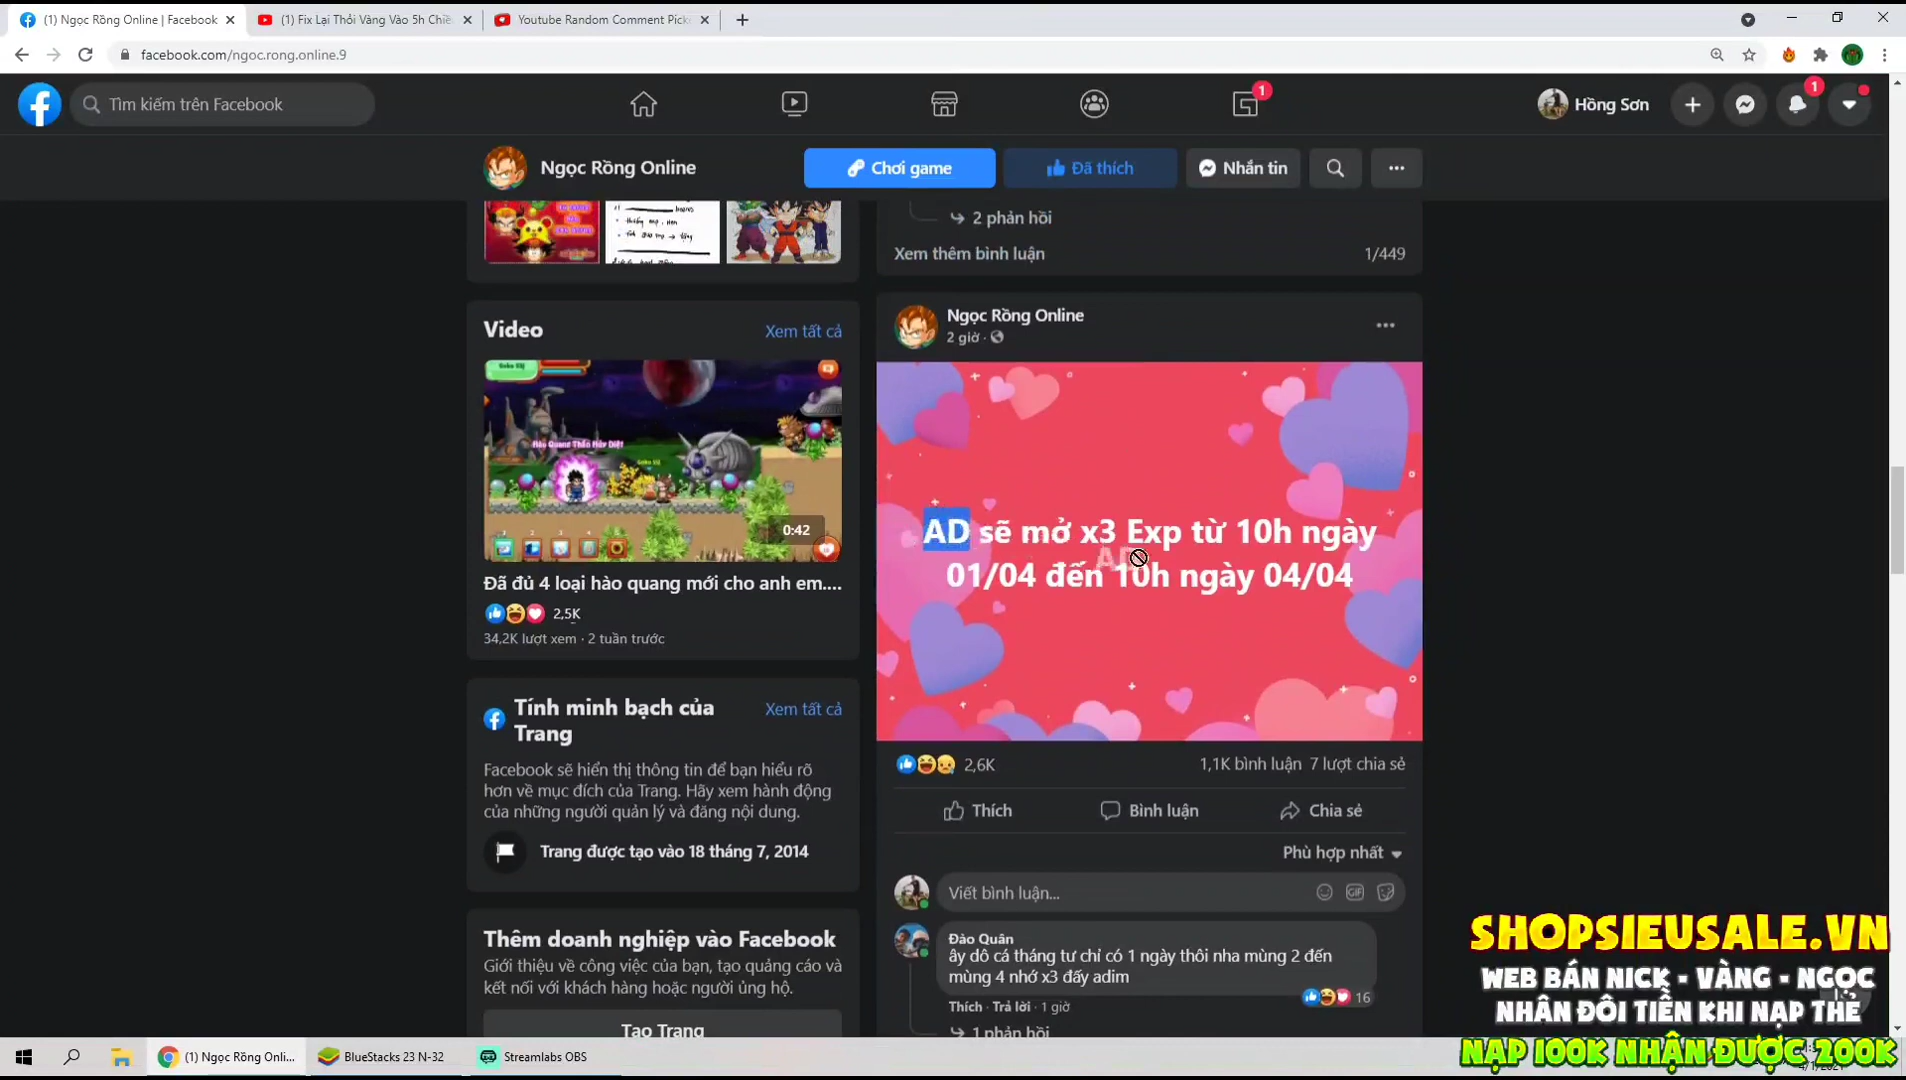 (1) Ngọc Rồng Online | Facebook
(1) Fix Lại Thỏi Vàng Vào 5h Chiề
Youtube Random Comment Picke
facebook.com/ngoc.rong.online.9
Tìm kiếm trên Facebook
1
Hồng Sơn
1
Ngọc Rồng Online
Chơi game
Đã thích
Nhắn tin
2 phản hồi
Xem thêm bình luận
1/449
Video
Xem tất cả
0:42
Đã đủ 4 loại hào quang mới cho anh em....
2,5K
34,2K lượt xem · 2 tuần trước
Tính minh bạch của
Trang
Xem tất cả
Facebook sẽ hiển thị thông tin để bạn hiểu rõ
hơn về mục đích của Trang. Hãy xem hành động
của những người quản lý và đăng nội dung.
Trang được tạo vào 18 tháng 7, 2014
Thêm doanh nghiệp vào Facebook
Giới thiệu về công việc của bạn, tạo quảng cáo và
kết nối với khách hàng hoặc người ủng hộ.
Tạo Trang
Ngọc Rồng Online
2 giờ ·
AD sẽ mở x3 Exp từ 10h ngày
01/04 đến 10h ngày 04/04
2,6K
1,1K bình luận 7 lượt chia sẻ
Thích
Bình luận
Chia sẻ
Phù hợp nhất
Viết bình luận...
GIF
Đào Quân
ây dô cá tháng tư chỉ có 1 ngày thôi nha mùng 2 đến
mùng 4 nhớ x3 đấy adim
16
Thích · Trả lời · 1 giờ
1 phản hồi
SHOPSIEUSALE.VN
WEB BÁN NICK - VÀNG - NGỌC
NHÂN ĐÔI TIỀN KHI NẠP THẺ
NẠP 100K NHẬN ĐƯỢC 200K
(1) Ngọc Rồng Onli...
BlueStacks 23 N-32
Streamlabs OBS